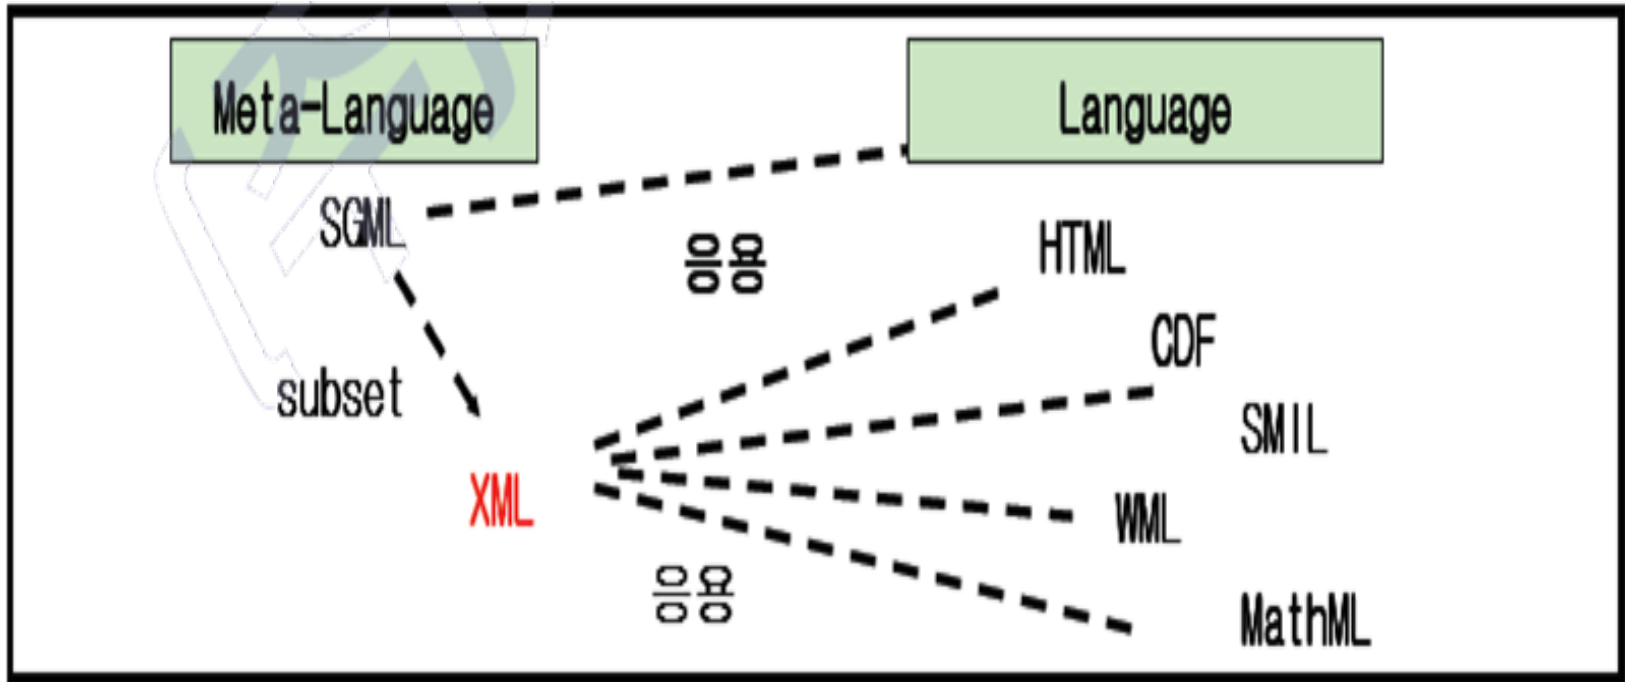 Meta-Language
Language
SGML
HTML
응용
CDF
subset
SMIL
XML
WML
응용
MathML